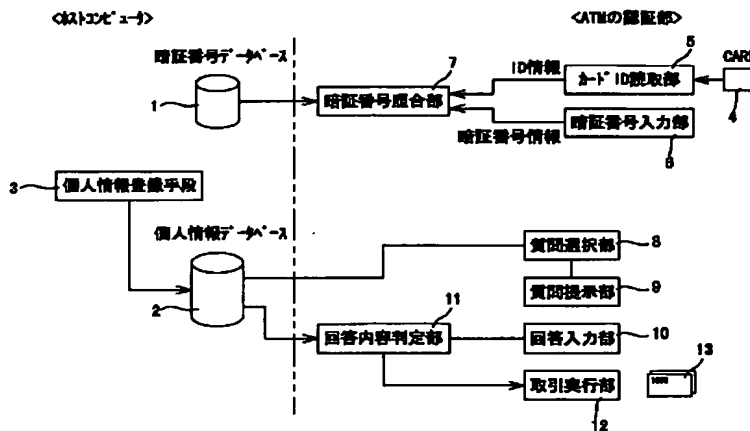 <ﾎｽﾄｺﾝﾋﾟｭｰﾀ>
<ATMの認証部>
暗証番号データベース
1
7
暗証番号照合部
ID情報
5
ｶｰﾄﾞID読取部
CARD
4
暗証番号情報
暗証番号入力部
6
3
個人情報登録手段
個人情報ﾃﾞｰﾀﾍﾞｰｽ
2
質問選択部
8
質問提示部
9
11
回答内容判定部
回答入力部
10
取引実行部
12
13